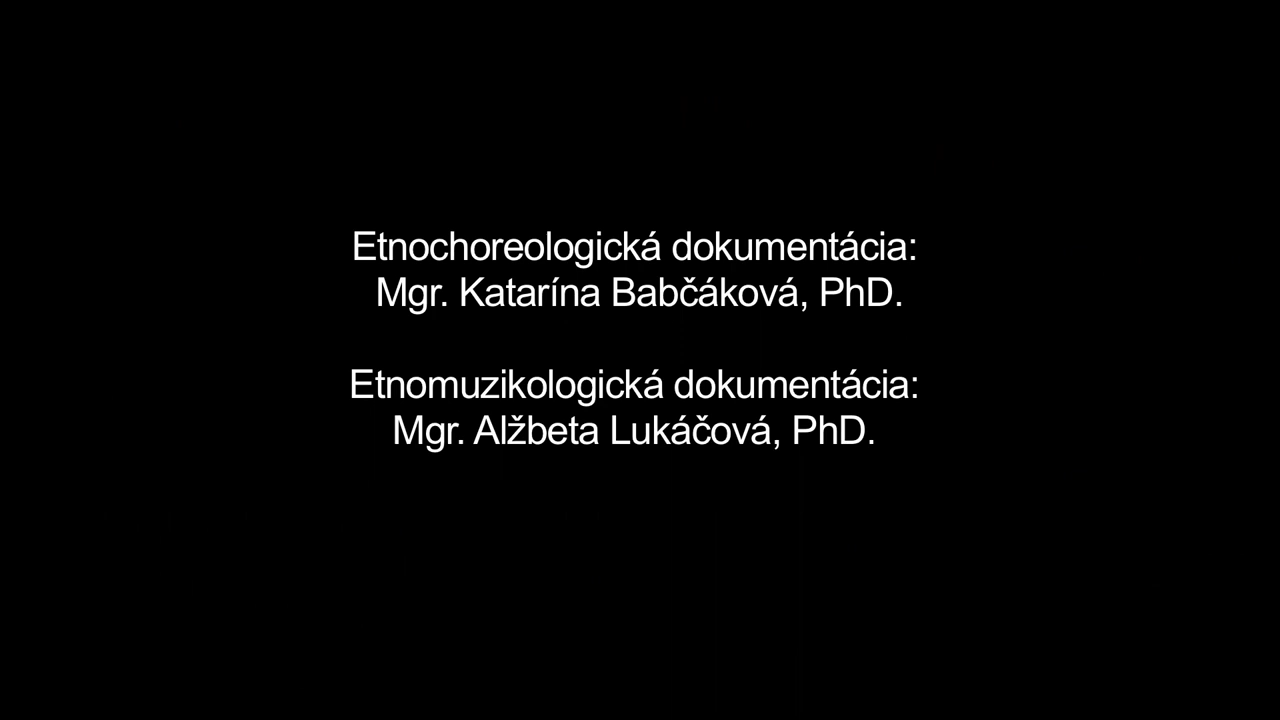 Etnochoreologická dokumentácia:
Mgr. Katarína Babčáková, PhD.
Etnomuzikologická dokumentácia:
Mgr. Alžbeta Lukáčová, PhD.